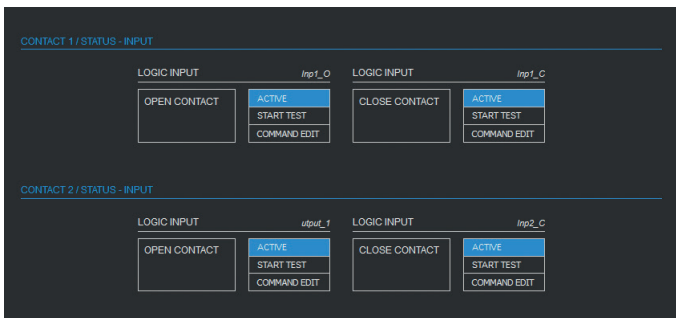 CONTACT 1 / STATUS - INPUT
LOGIC INPUT Inp1_O LOGIC INPUT Inp1_C
OPEN CONTACT ACTIVE CLOSE CONTACT ACTIVE
START TEST START TEST
COMMAND EDIT COMMAND EDIT
CONTACT 2 / STATUS - INPUT
LOGIC INPUT utput_1 LOGIC INPUT Inp2_C
OPEN CONTACT ACTIVE CLOSE CONTACT ACTIVE
START TEST START TEST
COMMAND EDIT COMMAND EDIT